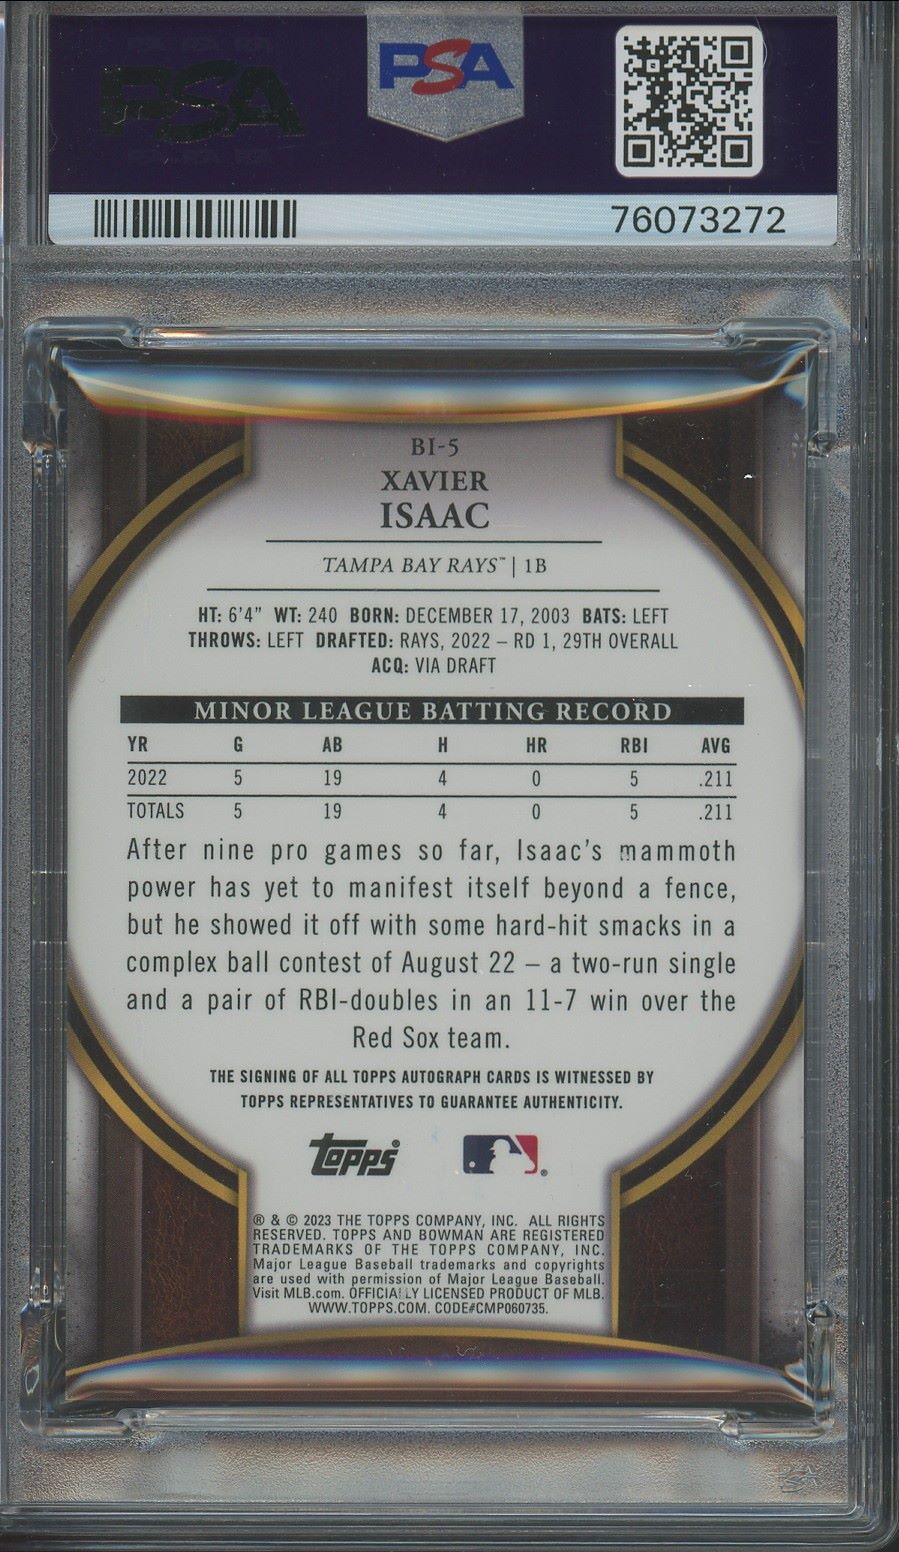 PSA
PSA
76073272
BI-5
XAVIER
ISAAC
TAMPA BAY RAYS™ | 1B
HT: 6'4" WT: 240 BORN: DECEMBER 17, 2003 BATS: LEFT
THROWS: LEFT DRAFTED: RAYS, 2022 – RD 1, 29TH OVERALL
ACQ: VIA DRAFT
MINOR LEAGUE BATTING RECORD
YR G AB H HR RBI AVG
2022 5 19 4 0 5 .211
TOTALS 5 19 4 0 5 .211
After nine pro games so far, Isaac's mammoth
power has yet to manifest itself beyond a fence,
but he showed it off with some hard-hit smacks in a
complex ball contest of August 22 – a two-run single
and a pair of RBI-doubles in an 11-7 win over the
Red Sox team.
THE SIGNING OF ALL TOPPS AUTOGRAPH CARDS IS WITNESSED BY
TOPPS REPRESENTATIVES TO GUARANTEE AUTHENTICITY.
topps®
® & © 2023 THE TOPPS COMPANY, INC. ALL RIGHTS
RESERVED. TOPPS AND BOWMAN ARE REGISTERED
TRADEMARKS OF THE TOPPS COMPANY, INC.
Major League Baseball trademarks and copyrights
are used with permission of Major League Baseball.
Visit MLB.com. OFFICIALLY LICENSED PRODUCT OF MLB.
WWW.TOPPS.COM. CODE#CMP060735.
PSA